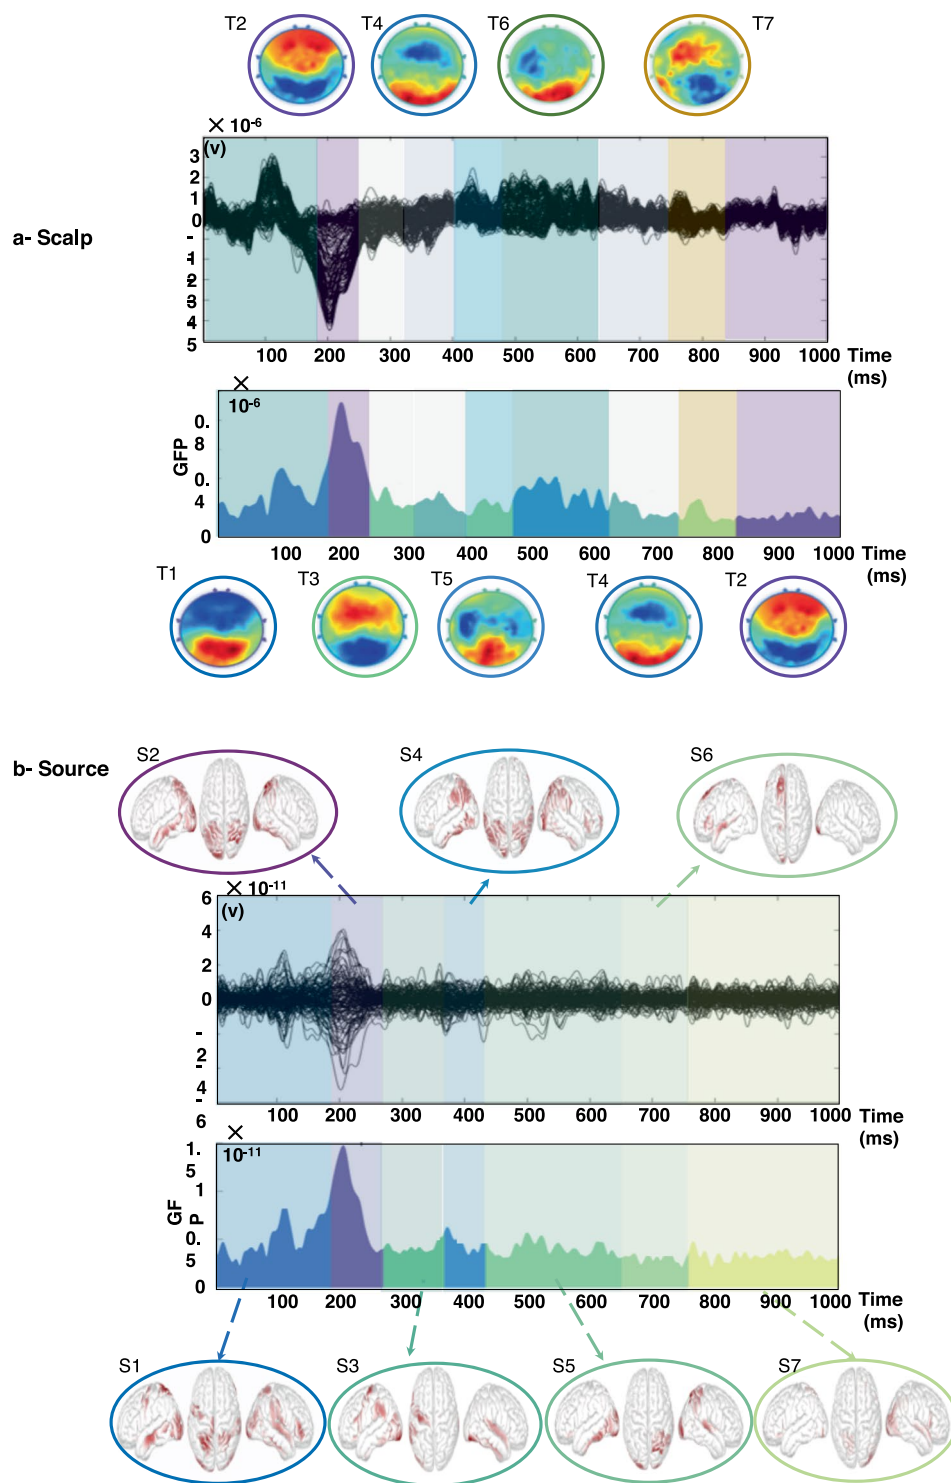 T2 T4 T6 T7
× 10-6
(v)
3
2
1
0
-
1
-
2
-
3
-
4
5
a- Scalp
100 200 300 400 500 600 700 800 900 1000 Time
(ms)
×
10-6
0.
8
0.
4
0
GFP
100 200 300 400 500 600 700 800 900 1000 Time
(ms)
T1 T3 T5 T4 T2
b- Source
S2 S4 S6
× 10-11
(v)
6
4
2
0
-
2
-
4
-
6
100 200 300 400 500 600 700 800 900 1000 Time
(ms)
×
10-11
1.
5
1
0.
5
0
GF
P
100 200 300 400 500 600 700 800 900 1000 Time
(ms)
S1 S3 S5 S7